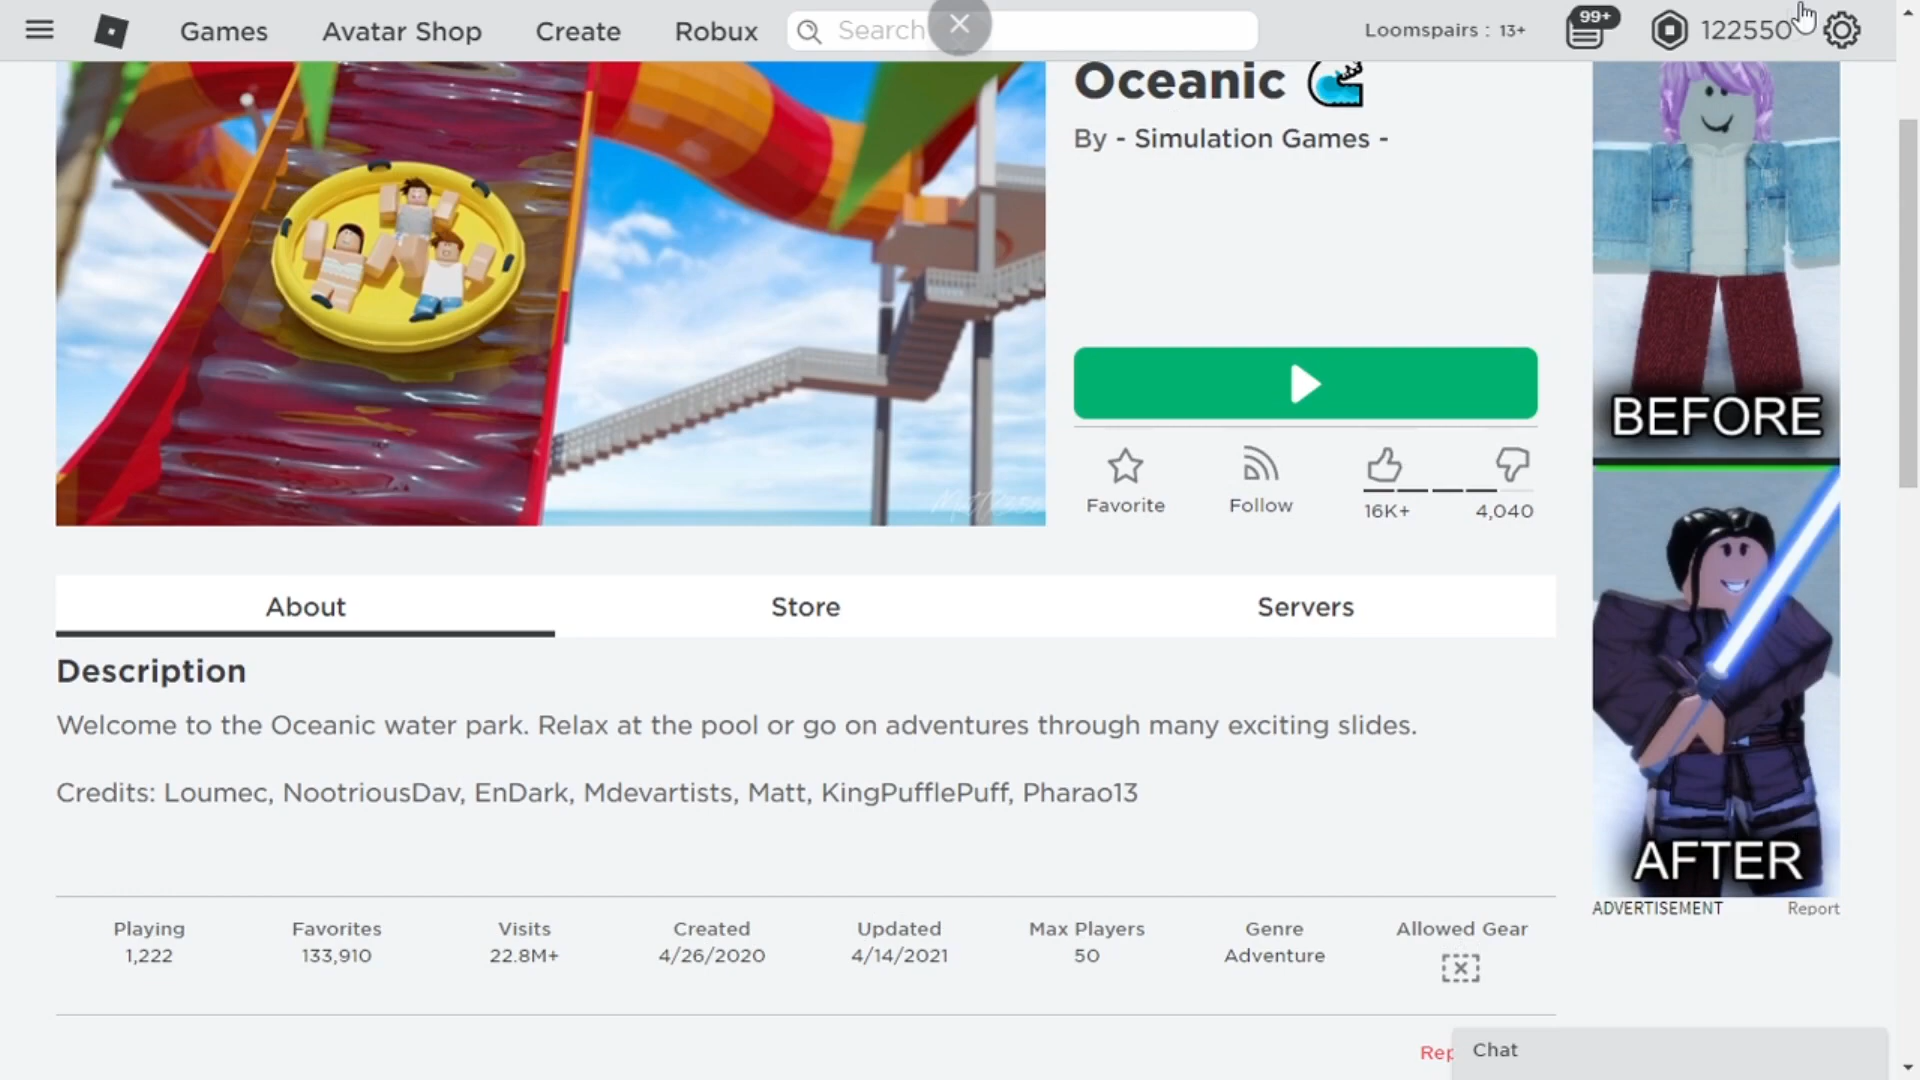 Games Avatar Shop Create Robux Search Loomspairs : 13+ 99+ 122550
Oceanic
By - Simulation Games -
Favorite Follow 16K+ 4,040
BEFORE
About Store Servers
Description
Welcome to the Oceanic water park. Relax at the pool or go on adventures through many exciting slides.
Credits: Loumec, NootriousDav, EnDark, Mdevartists, Matt, KingPufflePuff, Pharao13
AFTER
ADVERTISEMENT Report
Playing Favorites Visits Created Updated Max Players Genre Allowed Gear
1,222 133,910 22.8M+ 4/26/2020 4/14/2021 50 Adventure
Rep Chat